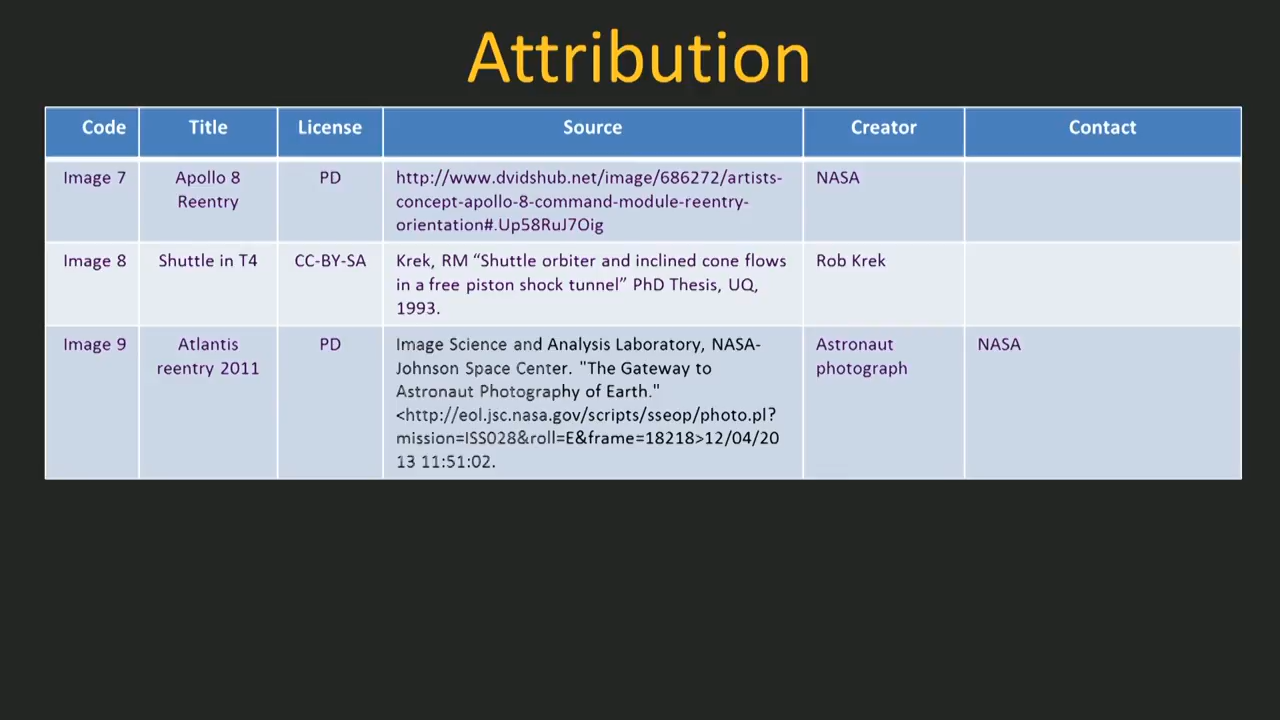 Attribution
Code Title License Source Creator Contact
Image 7 Apollo 8 Reentry PD http://www.dvidshub.net/image/686272/artists-
concept-apollo-8-command-module-reentry-
orientation#.Up58RuJ7Oig NASA
Image 8 Shuttle in T4 CC-BY-SA Krek, RM “Shuttle orbiter and inclined cone flows
in a free piston shock tunnel” PhD Thesis, UQ,
1993. Rob Krek
Image 9 Atlantis reentry 2011 PD Image Science and Analysis Laboratory, NASA-
Johnson Space Center. "The Gateway to
Astronaut Photography of Earth."
<http://eol.jsc.nasa.gov/scripts/sseop/photo.pl?
mission=ISS028&roll=E&frame=18218>12/04/20
13 11:51:02. Astronaut photograph NASA